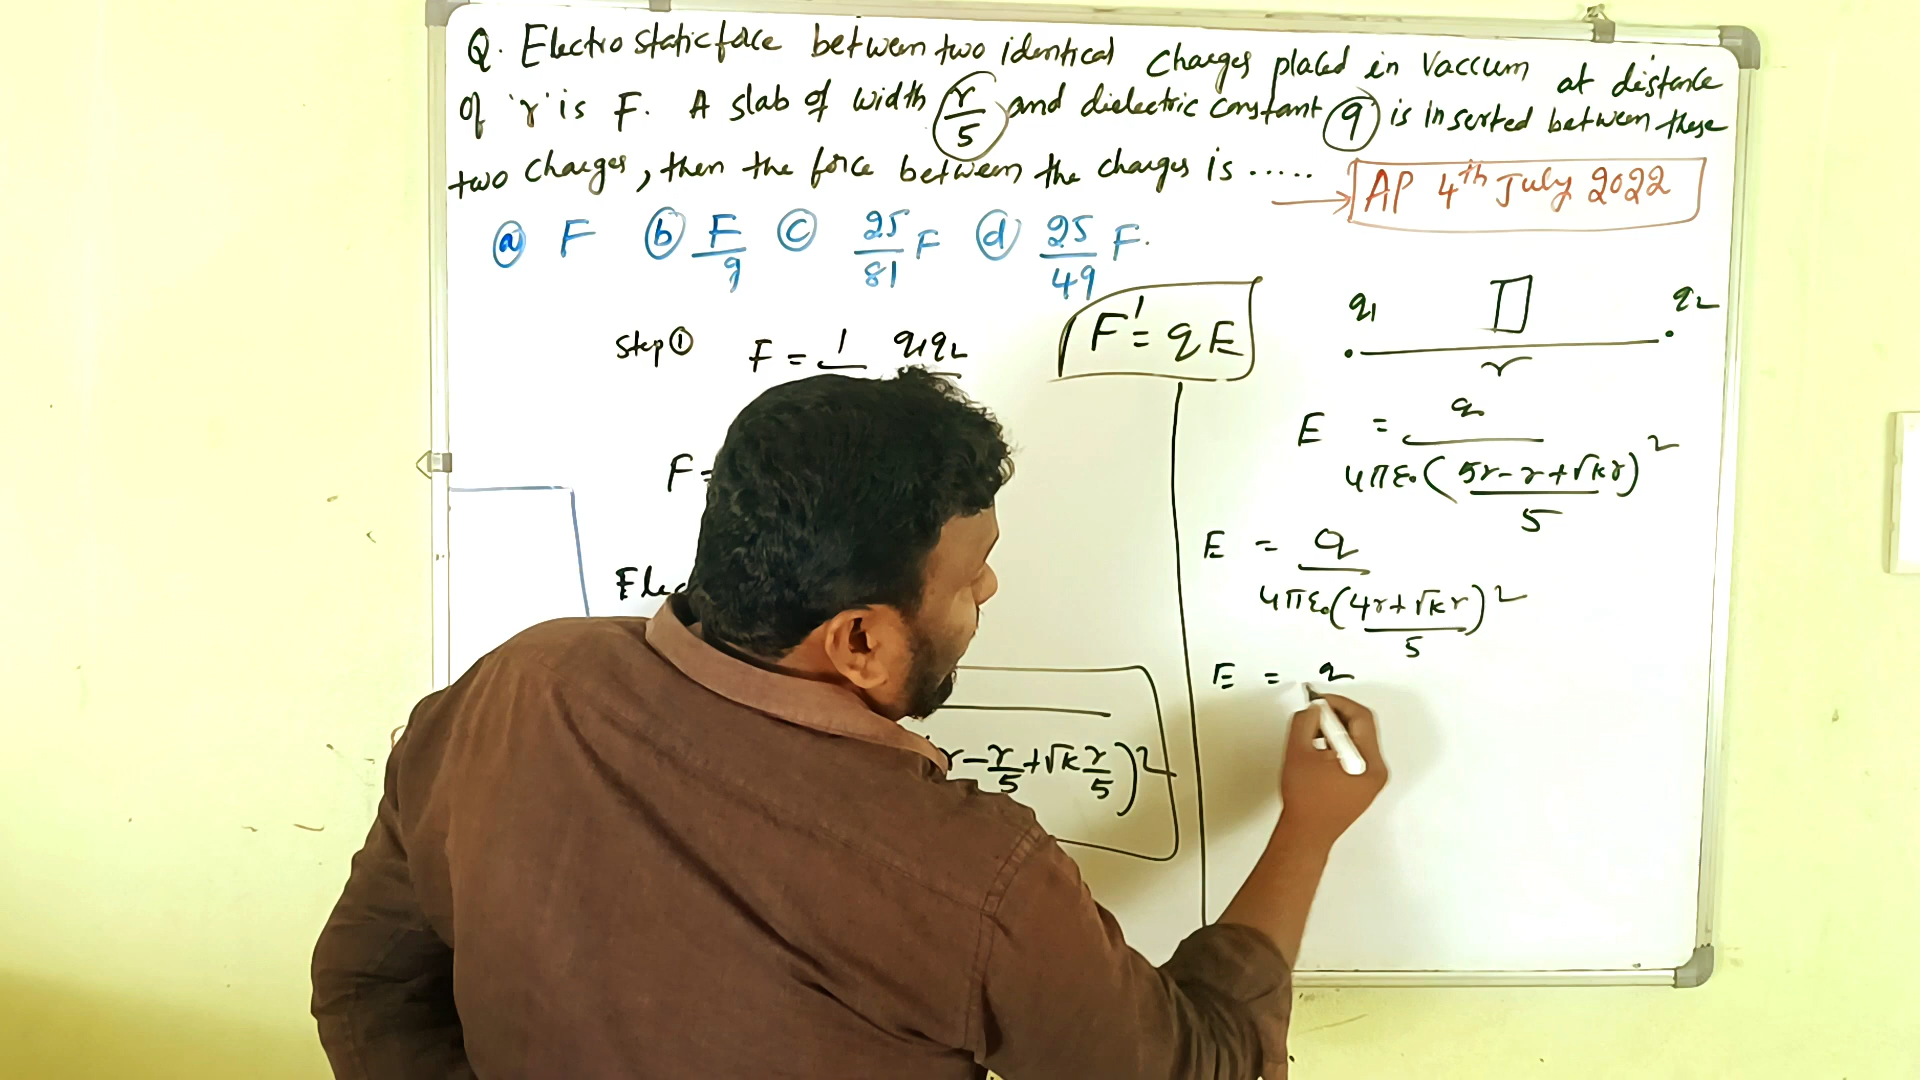 Q. Electrostatic force between two identical charges placed in Vaccum at distance
of 'r' is F. A slab of width r/5 and dielectric constant 9 is inserted between these
two charges, then the force between the charges is .....
AP 4th July 2022
a F b F/9 c 25/81 F d 25/49 F.
Step 1 F = 1 q1q2
F =
Elec
r - r/5 + √k r/5)²
F' = qE
q1 q2
r
E = q / 4πε₀ (5r - r + √kr / 5)²
E = q / 4πε₀ (4r + √kr / 5)²
E = q